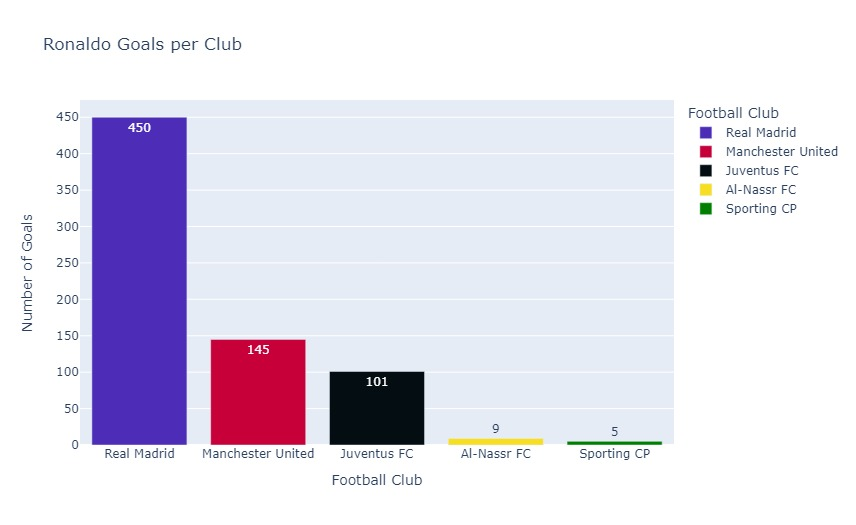 Ronaldo Goals per Club
Number of Goals
450
400
350
300
250
200
150
100
50
0
450
145
101
9
5
Real Madrid
Manchester United
Juventus FC
Al-Nassr FC
Sporting CP
Football Club
Football Club
Real Madrid
Manchester United
Juventus FC
Al-Nassr FC
Sporting CP